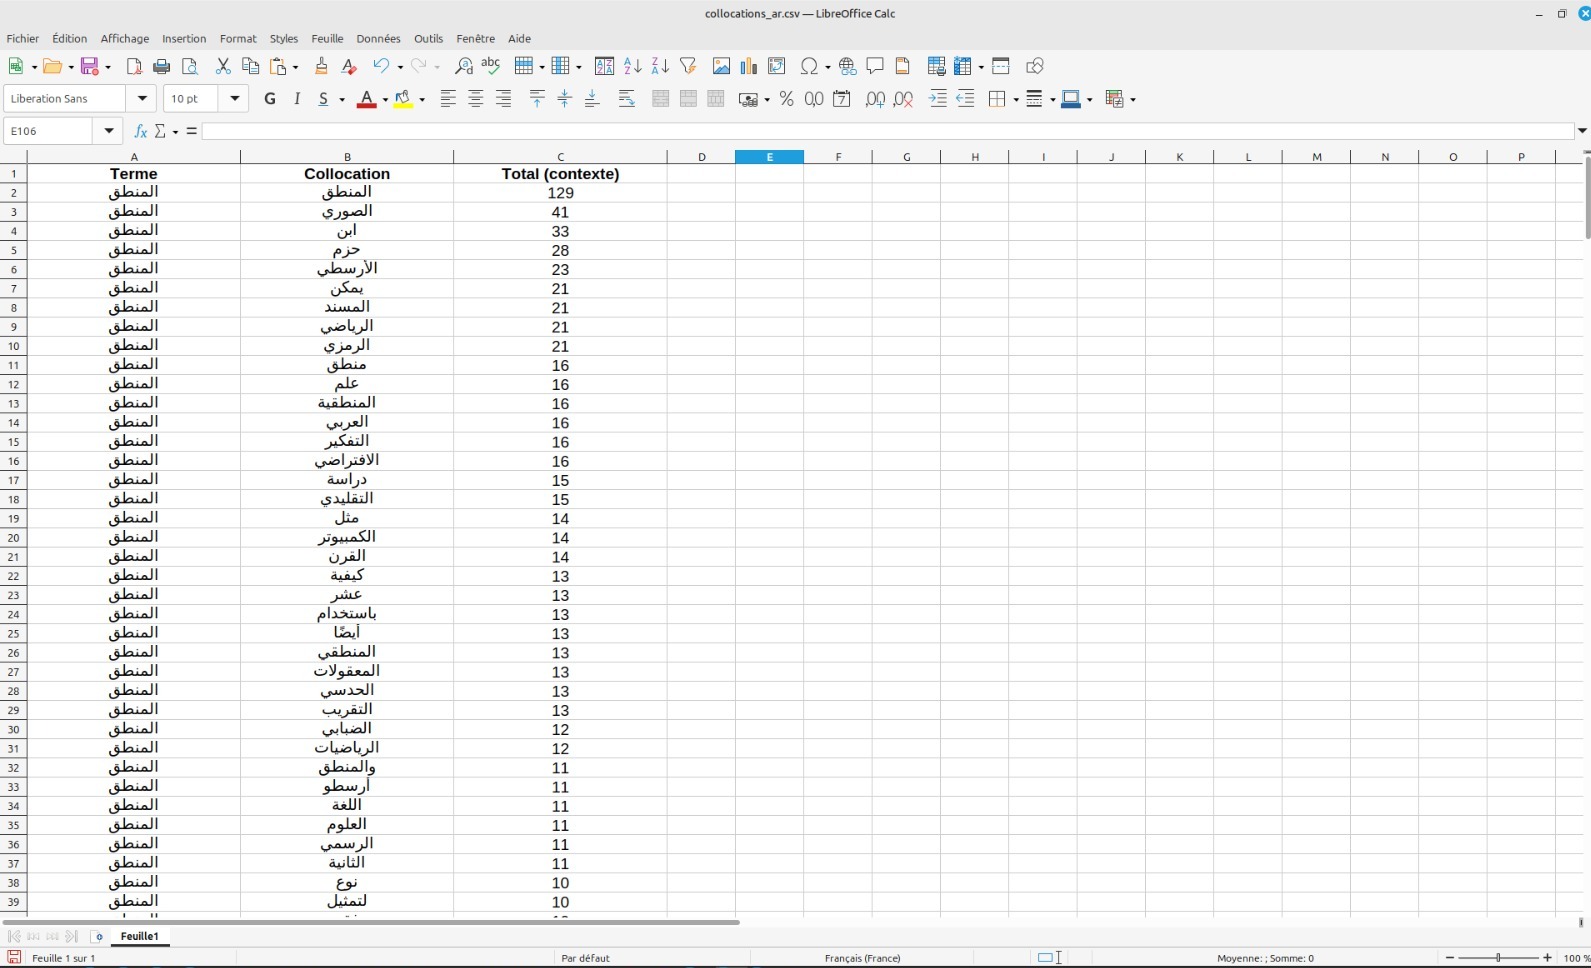 collocations_ar.csv — LibreOffice Calc
Fichier Édition Affichage Insertion Format Styles Feuille Données Outils Fenêtre Aide
Liberation Sans 10 pt G I S
E106
A B C D E F G H I J K L M N O P
1 Terme Collocation Total (contexte)
2 المنطق المنطق 129
3 المنطق الصوري 41
4 المنطق ابن 33
5 المنطق حزم 28
6 المنطق الأرسطي 23
7 المنطق يمكن 21
8 المنطق المسند 21
9 المنطق الرياضي 21
10 المنطق الرمزي 21
11 المنطق منطق 16
12 المنطق علم 16
13 المنطق المنطقية 16
14 المنطق العربي 16
15 المنطق التفكير 16
16 المنطق الافتراضي 16
17 المنطق دراسة 15
18 المنطق التقليدي 15
19 المنطق مثل 14
20 المنطق الكمبيوتر 14
21 المنطق القرن 14
22 المنطق كيفية 13
23 المنطق عشر 13
24 المنطق باستخدام 13
25 المنطق أيضًا 13
26 المنطق المنطقي 13
27 المنطق المعقولات 13
28 المنطق الحدسي 13
29 المنطق التقريب 13
30 المنطق الضبابي 12
31 المنطق الرياضيات 12
32 المنطق والمنطق 11
33 المنطق أرسطو 11
34 المنطق اللغة 11
35 المنطق العلوم 11
36 المنطق الرسمي 11
37 المنطق الثانية 11
38 المنطق نوع 10
39 المنطق لتمثيل 10
Feuille1
Feuille 1 sur 1 Par défaut Français (France) Moyenne: ; Somme: 0 100 %